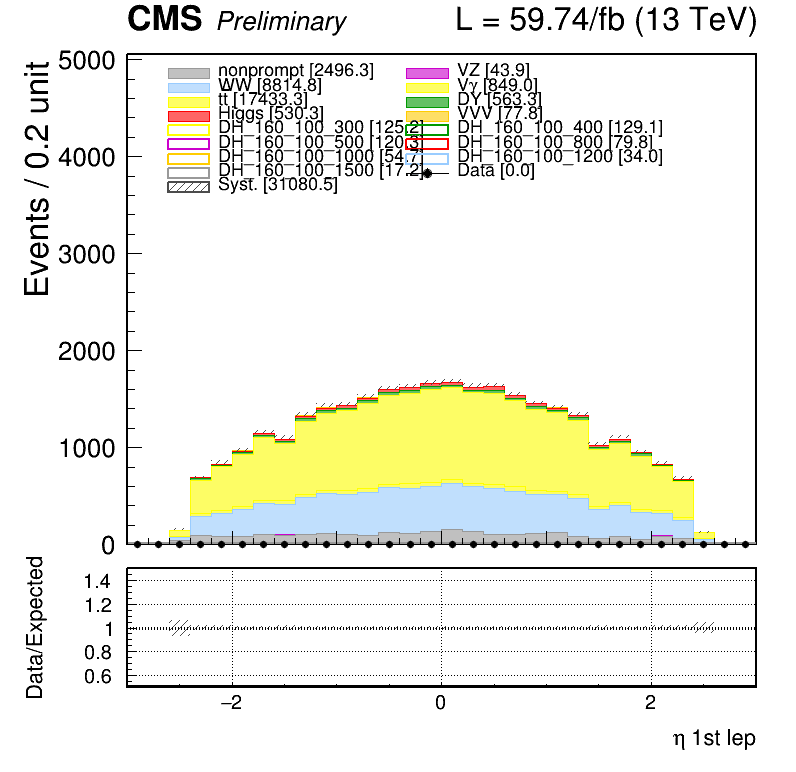 CMS Preliminary L = 59.74/fb (13 TeV)
Events / 0.2 unit
5000
4000
3000
2000
1000
0
nonprompt [2496.3] VZ [43.9]
WW [8814.8] Vγ [849.0]
tt [17433.3] DY [563.3]
Higgs [530.3] VVV [77.8]
DH_160_100_300 [125.2] DH_160_100_400 [129.1]
DH_160_100_500 [120.3] DH_160_100_800 [79.8]
DH_160_100_1000 [54.7] DH_160_100_1200 [34.0]
DH_160_100_1500 [17.2] Data [0.0]
Syst. [31080.5]
Data/Expected
1.4
1.2
1
0.8
0.6
−2 0 2
η 1st lep